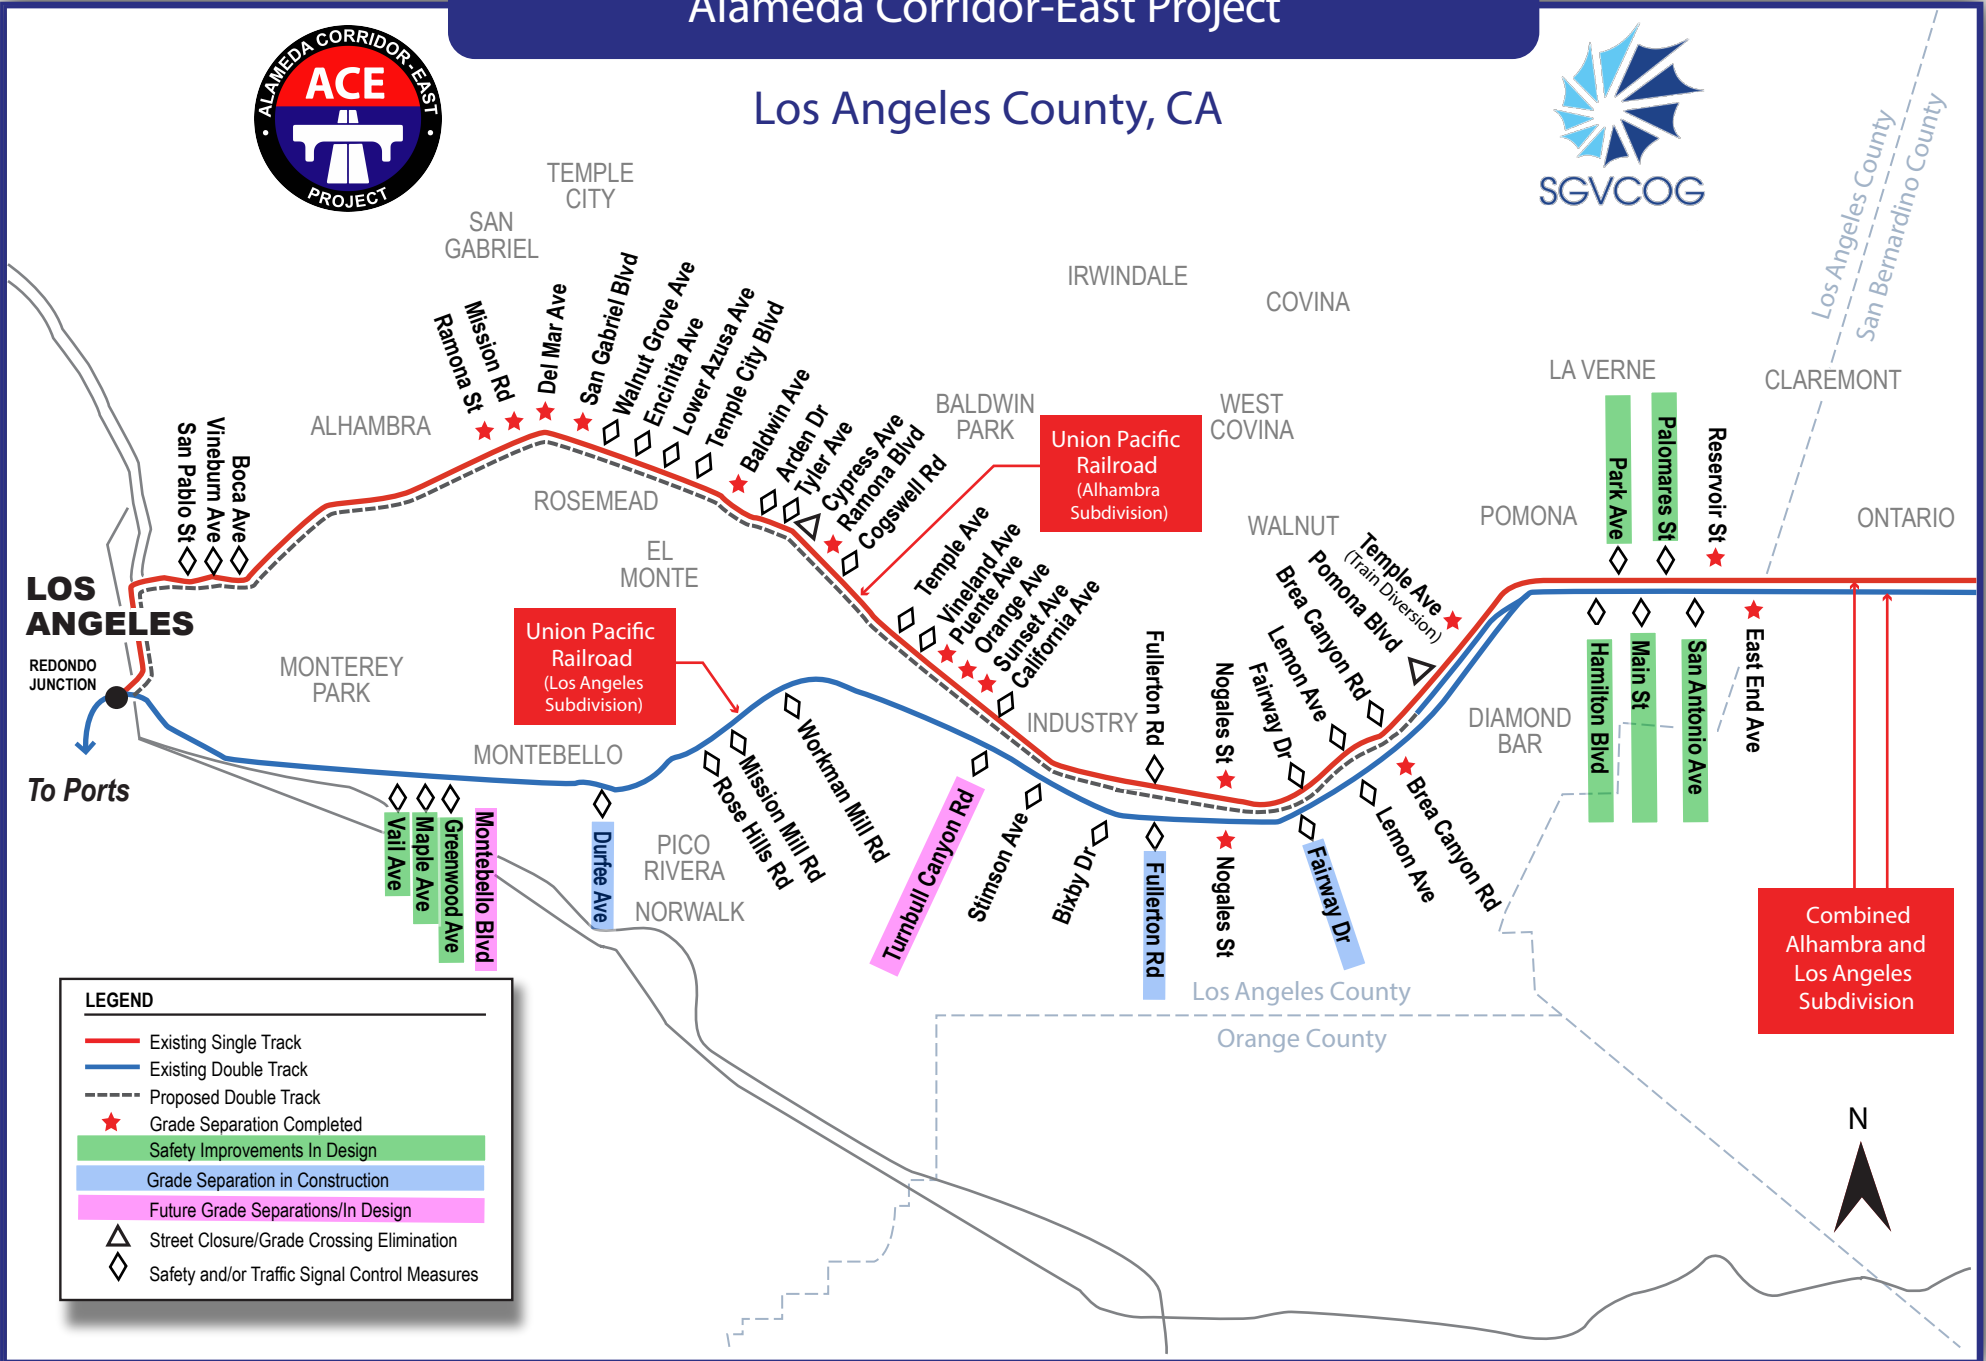 Alameda Corridor-East Project
Los Angeles County, CA
ALAMEDA CORRIDOR-EAST
ACE
PROJECT
SGVCOG
Los Angeles County
San Bernardino County
TEMPLE
CITY
SAN
GABRIEL
IRWINDALE
COVINA
LA VERNE
CLAREMONT
ALHAMBRA
BALDWIN
PARK
WEST
COVINA
ROSEMEAD
EL
MONTE
WALNUT
POMONA
ONTARIO
San Pablo St
Vineburn Ave
Boca Ave
Ramona St
Mission Rd
Del Mar Ave
San Gabriel Blvd
Walnut Grove Ave
Encinita Ave
Lower Azusa Ave
Temple City Blvd
Baldwin Ave
Arden Dr
Tyler Ave
Cypress Ave
Ramona Blvd
Cogswell Rd
Union Pacific
Railroad
(Alhambra
Subdivision)
Temple Ave
Vineland Ave
Puente Ave
Orange Ave
Sunset Ave
California Ave
Fullerton Rd
Nogales St
Fairway Dr
Lemon Ave
Brea Canyon Rd
Pomona Blvd
Temple Ave
(Train Diversion)
Park Ave
Palomares St
Reservoir St
LOS
ANGELES
REDONDO
JUNCTION
To Ports
MONTEREY
PARK
Union Pacific
Railroad
(Los Angeles
Subdivision)
MONTEBELLO
INDUSTRY
DIAMOND
BAR
PICO
RIVERA
NORWALK
Vail Ave
Maple Ave
Greenwood Ave
Montebello Blvd
Durfee Ave
Rose Hills Rd
Mission Mill Rd
Workman Mill Rd
Turnbull Canyon Rd
Stimson Ave
Bixby Dr
Fullerton Rd
Nogales St
Fairway Dr
Lemon Ave
Brea Canyon Rd
Hamilton Blvd
Main St
San Antonio Ave
East End Ave
Combined
Alhambra and
Los Angeles
Subdivision
Los Angeles County
Orange County
LEGEND
Existing Single Track
Existing Double Track
Proposed Double Track
Grade Separation Completed
Safety Improvements In Design
Grade Separation in Construction
Future Grade Separations/In Design
Street Closure/Grade Crossing Elimination
Safety and/or Traffic Signal Control Measures
N